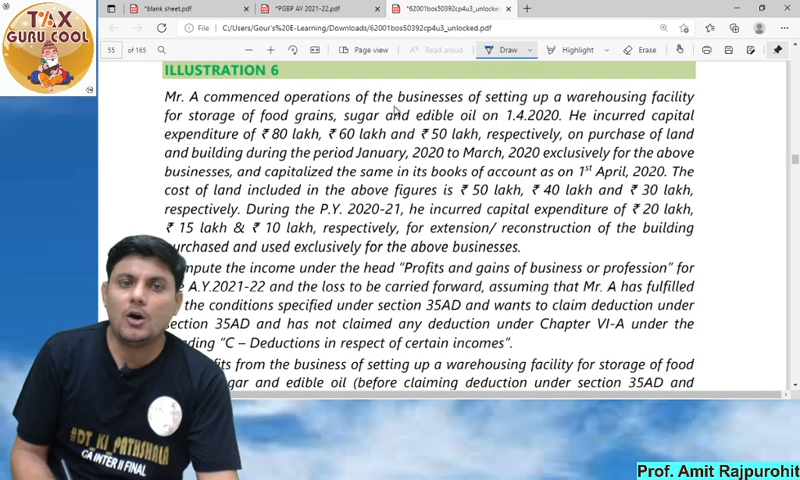 TAX
GURU COOL
*blank sheet.pdf
*PGBP AY 2021-22.pdf
*62001bos50392cp4u3_unlocked.p
File C:/Users/Gour's%20E-Learning/Downloads/62001bos50392cp4u3_unlocked.pdf
55 of 165
Page view
Read aloud
Draw
Highlight
Erase
ILLUSTRATION 6
Mr. A commenced operations of the businesses of setting up a warehousing facility
for storage of food grains, sugar and edible oil on 1.4.2020. He incurred capital
expenditure of ₹ 80 lakh, ₹ 60 lakh and ₹ 50 lakh, respectively, on purchase of land
and building during the period January, 2020 to March, 2020 exclusively for the above
businesses, and capitalized the same in its books of account as on 1st April, 2020. The
cost of land included in the above figures is ₹ 50 lakh, ₹ 40 lakh and ₹ 30 lakh,
respectively. During the P.Y. 2020-21, he incurred capital expenditure of ₹ 20 lakh,
₹ 15 lakh & ₹ 10 lakh, respectively, for extension/ reconstruction of the building
purchased and used exclusively for the above businesses.
mpute the income under the head "Profits and gains of business or profession" for
A.Y.2021-22 and the loss to be carried forward, assuming that Mr. A has fulfilled
the conditions specified under section 35AD and wants to claim deduction under
section 35AD and has not claimed any deduction under Chapter VI-A under the
ding "C – Deductions in respect of certain incomes".
fits from the business of setting up a warehousing facility for storage of food
gar and edible oil (before claiming deduction under section 35AD and
#DT_KI_PATHSHALA
CA INTER II FINAL
Prof. Amit Rajpurohit